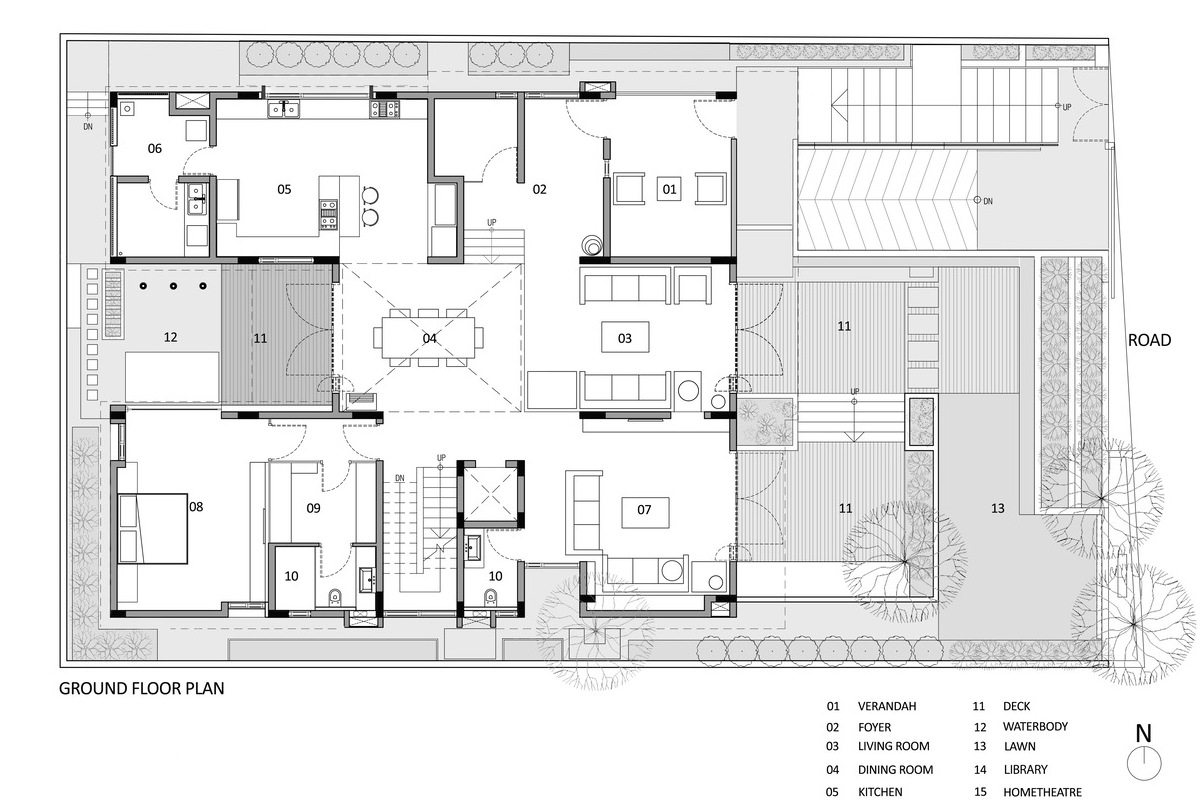 UP
DN
06
05
02
01
UP
DN
12
11
04
03
11
ROAD
UP
08
09
DN
UP
07
11
13
10
10
GROUND FLOOR PLAN
01 VERANDAH
02 FOYER
03 LIVING ROOM
04 DINING ROOM
05 KITCHEN
11 DECK
12 WATERBODY
13 LAWN
14 LIBRARY
15 HOMETHEATRE
N